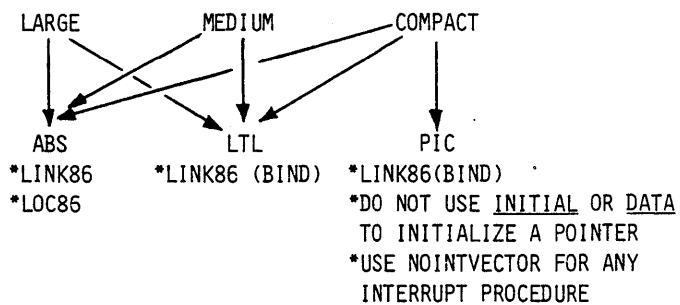 LARGE MEDIUM COMPACT
ABS LTL PIC
*LINK86 *LINK86 (BIND) *LINK86(BIND)
*LOC86 *DO NOT USE INITIAL OR DATA
TO INITIALIZE A POINTER
*USE NOINTVECTOR FOR ANY
INTERRUPT PROCEDURE